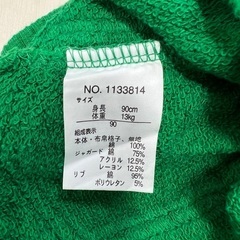 NO. 1133814
サイズ
身長 90cm
体重 13kg
90
組成表示
本体・布帛格子、無地
綿 100%
ジャガード 綿 75%
アクリル 12.5%
レーヨン 12.5%
リブ 綿 95%
ポリウレタン 5%